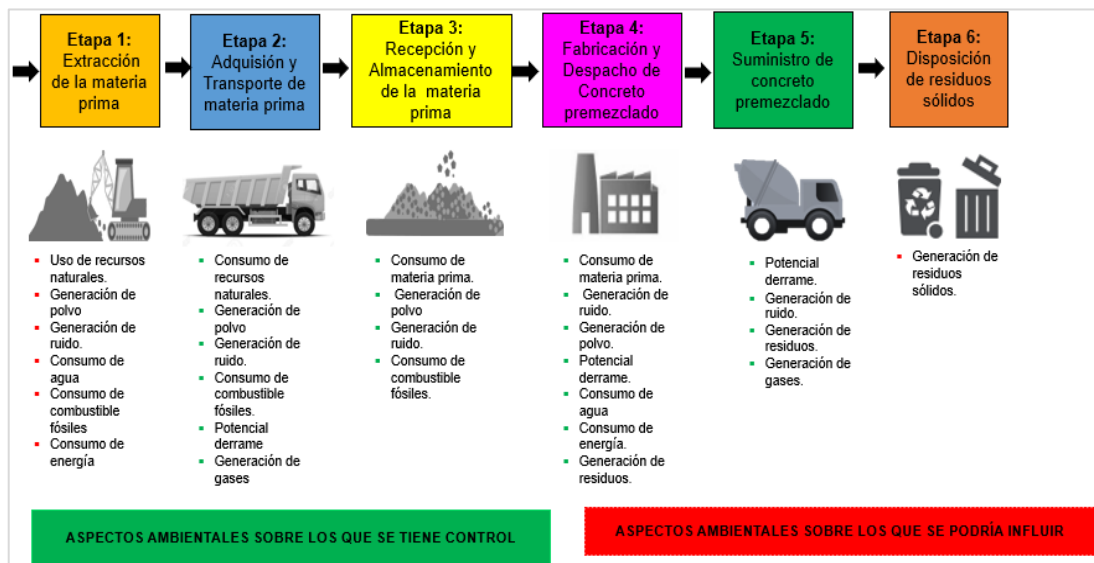 Etapa 1:
Extracción
de la materia
prima
Etapa 2:
Adquisión y
Transporte de
materia prima
Etapa 3:
Recepción y
Almacenamiento
de la materia
prima
Etapa 4:
Fabricación y
Despacho de
Concreto
premezclado
Etapa 5:
Suministro de
concreto
premezclado
Etapa 6:
Disposición
de residuos
sólidos
Uso de recursos
naturales.
Generación de
polvo
Generación de
ruido.
Consumo de
agua
Consumo de
combustible
fósiles
Consumo de
energía
Consumo de
recursos
naturales.
Generación de
polvo
Generación de
ruido.
Consumo de
combustible
fósiles.
Potencial
derrame
Generación de
gases
Consumo de
materia prima.
Generación de
polvo
Generación de
ruido.
Consumo de
combustible
fósiles.
Consumo de
materia prima.
Generación de
ruido.
Generación de
polvo.
Potencial
derrame.
Consumo de
agua
Consumo de
energía.
Generación de
residuos.
Potencial
derrame.
Generación de
ruido.
Generación de
residuos.
Generación de
gases.
Generación de
residuos
sólidos.
ASPECTOS AMBIENTALES SOBRE LOS QUE SE TIENE CONTROL
ASPECTOS AMBIENTALES SOBRE LOS QUE SE PODRÍA INFLUIR